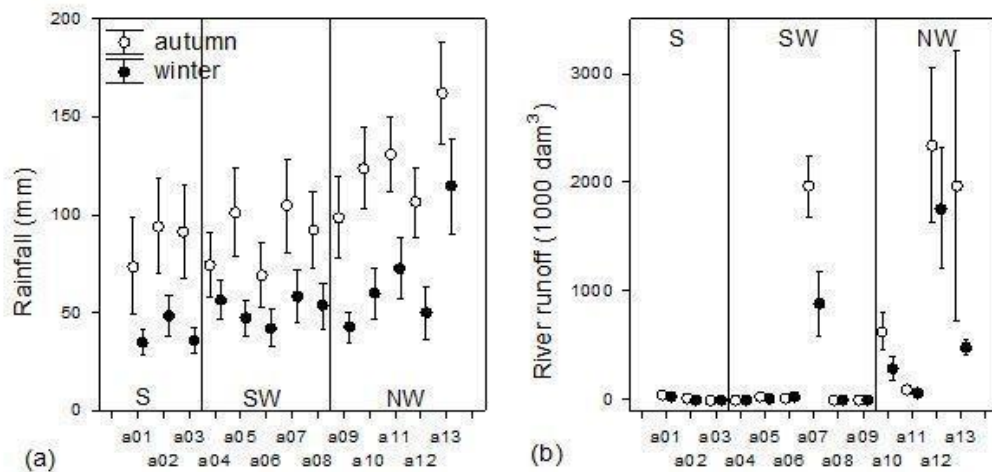 200
150
100
50
0
Rainfall (mm)
autumn
winter
S SW NW
a01 a03 a05 a07 a09 a11 a13
a02 a04 a06 a08 a10 a12
(a)
3000
2000
1000
0
River runoff (1000 dam³)
S SW NW
a01 a03 a05 a07 a09 a11 a13
a02 a04 a06 a08 a10 a12
(b)